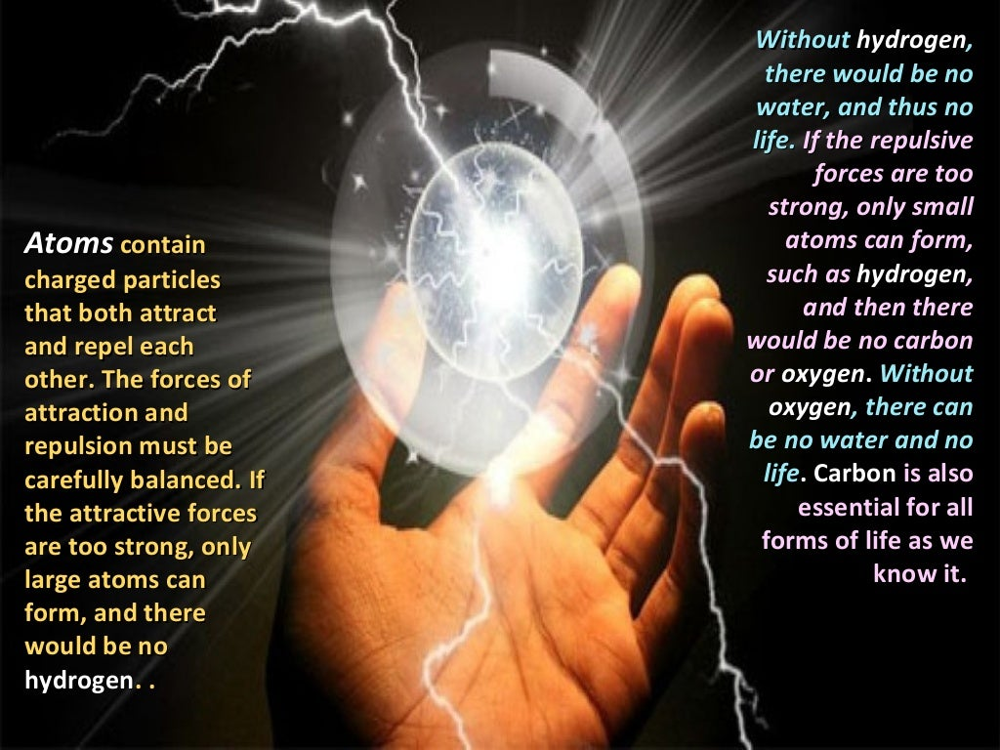 Atoms contain
charged particles
that both attract
and repel each
other. The forces of
attraction and
repulsion must be
carefully balanced. If
the attractive forces
are too strong, only
large atoms can
form, and there
would be no
hydrogen. .
Without hydrogen,
there would be no
water, and thus no
life. If the repulsive
forces are too
strong, only small
atoms can form,
such as hydrogen,
and then there
would be no carbon
or oxygen. Without
oxygen, there can
be no water and no
life. Carbon is also
essential for all
forms of life as we
know it.